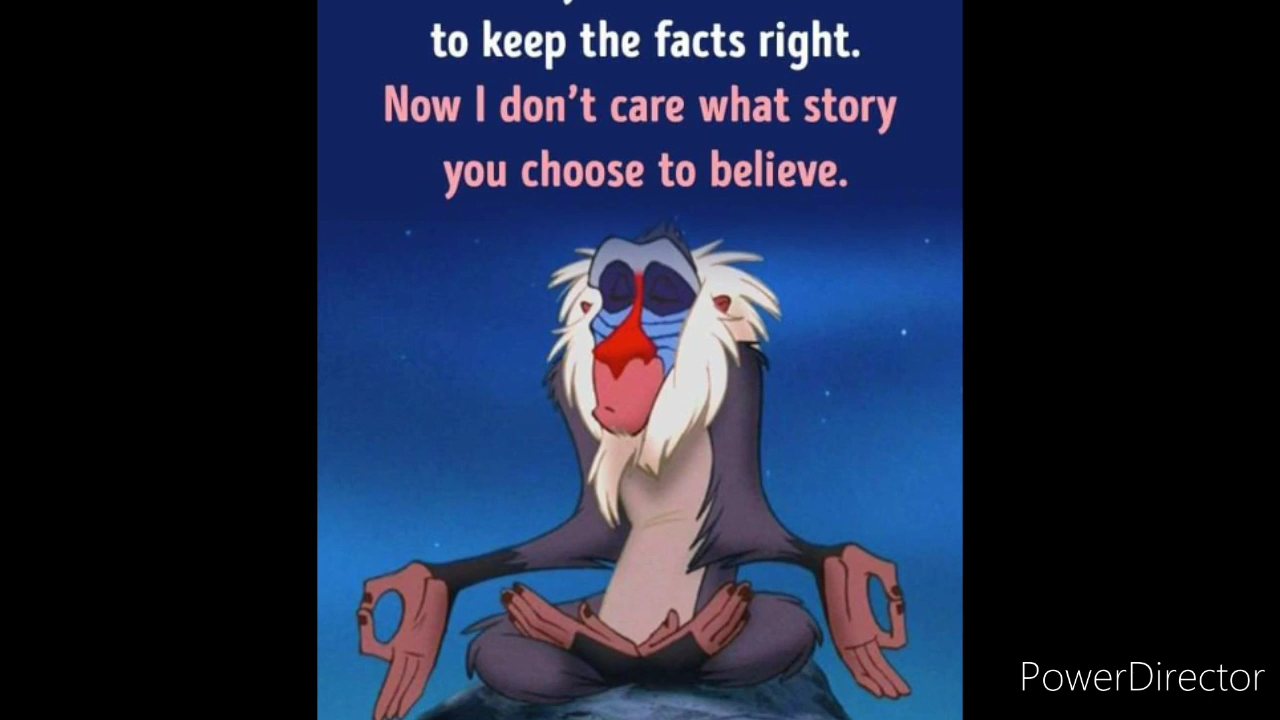 to keep the facts right.
Now I don't care what story
you choose to believe.
PowerDirector